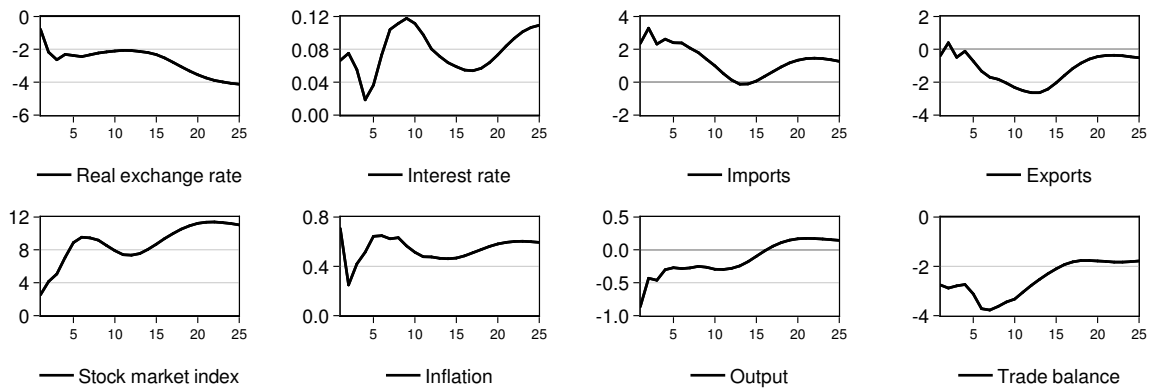 0
-2
-4
-6
5 10 15 20 25
Real exchange rate
0.12
0.08
0.04
0.00
5 10 15 20 25
Interest rate
4
2
0
-2
5 10 15 20 25
Imports
2
0
-2
-4
5 10 15 20 25
Exports
12
8
4
0
5 10 15 20 25
Stock market index
0.8
0.4
0.0
5 10 15 20 25
Inflation
0.5
0.0
-0.5
-1.0
5 10 15 20 25
Output
0
-2
-4
5 10 15 20 25
Trade balance